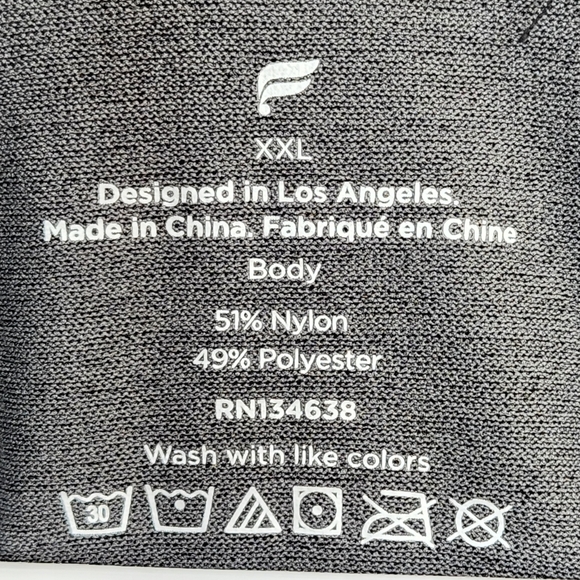 XXL
Designed in Los Angeles.
Made in China. Fabriqué en Chine
Body
51% Nylon
49% Polyester
RN134638
Wash with like colors
30